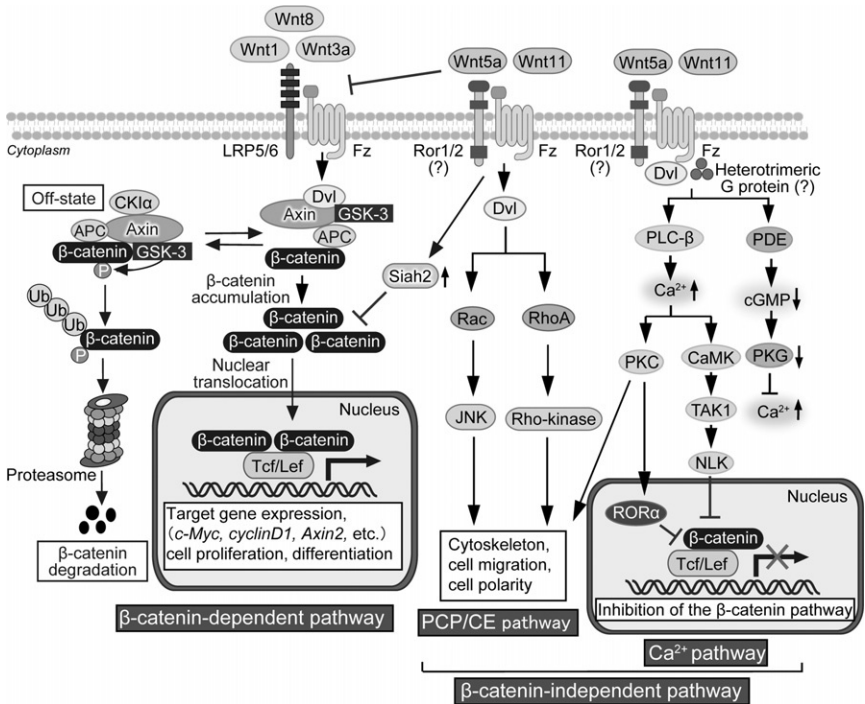 Wnt8
Wnt1
Wnt3a
Wnt5a
Wnt11
Wnt5a
Wnt11
Cytoplasm
LRP5/6
Fz
Ror1/2
(?)
Fz
Ror1/2
(?)
Fz
Dvl
Heterotrimeric
G protein (?)
Off-state
CKIα
APC
Axin
β-catenin
GSK-3
P
Dvl
Axin
GSK-3
APC
β-catenin
β-catenin
accumulation
Siah2
β-catenin
β-catenin
β-catenin
Nuclear
translocation
Ub
Ub
Ub
β-catenin
P
Proteasome
β-catenin
degradation
Nucleus
β-catenin
β-catenin
Tcf/Lef
Target gene expression,
(c-Myc, cyclinD1, Axin2, etc.)
cell proliferation, differentiation
β-catenin-dependent pathway
Dvl
Rac
RhoA
JNK
Rho-kinase
Cytoskeleton,
cell migration,
cell polarity
PCP/CE pathway
PLC-β
PDE
Ca²⁺
cGMP
PKC
CaMK
PKG
TAK1
Ca²⁺
NLK
Nucleus
RORα
β-catenin
Tcf/Lef
Inhibition of the β-catenin pathway
Ca²⁺ pathway
β-catenin-independent pathway